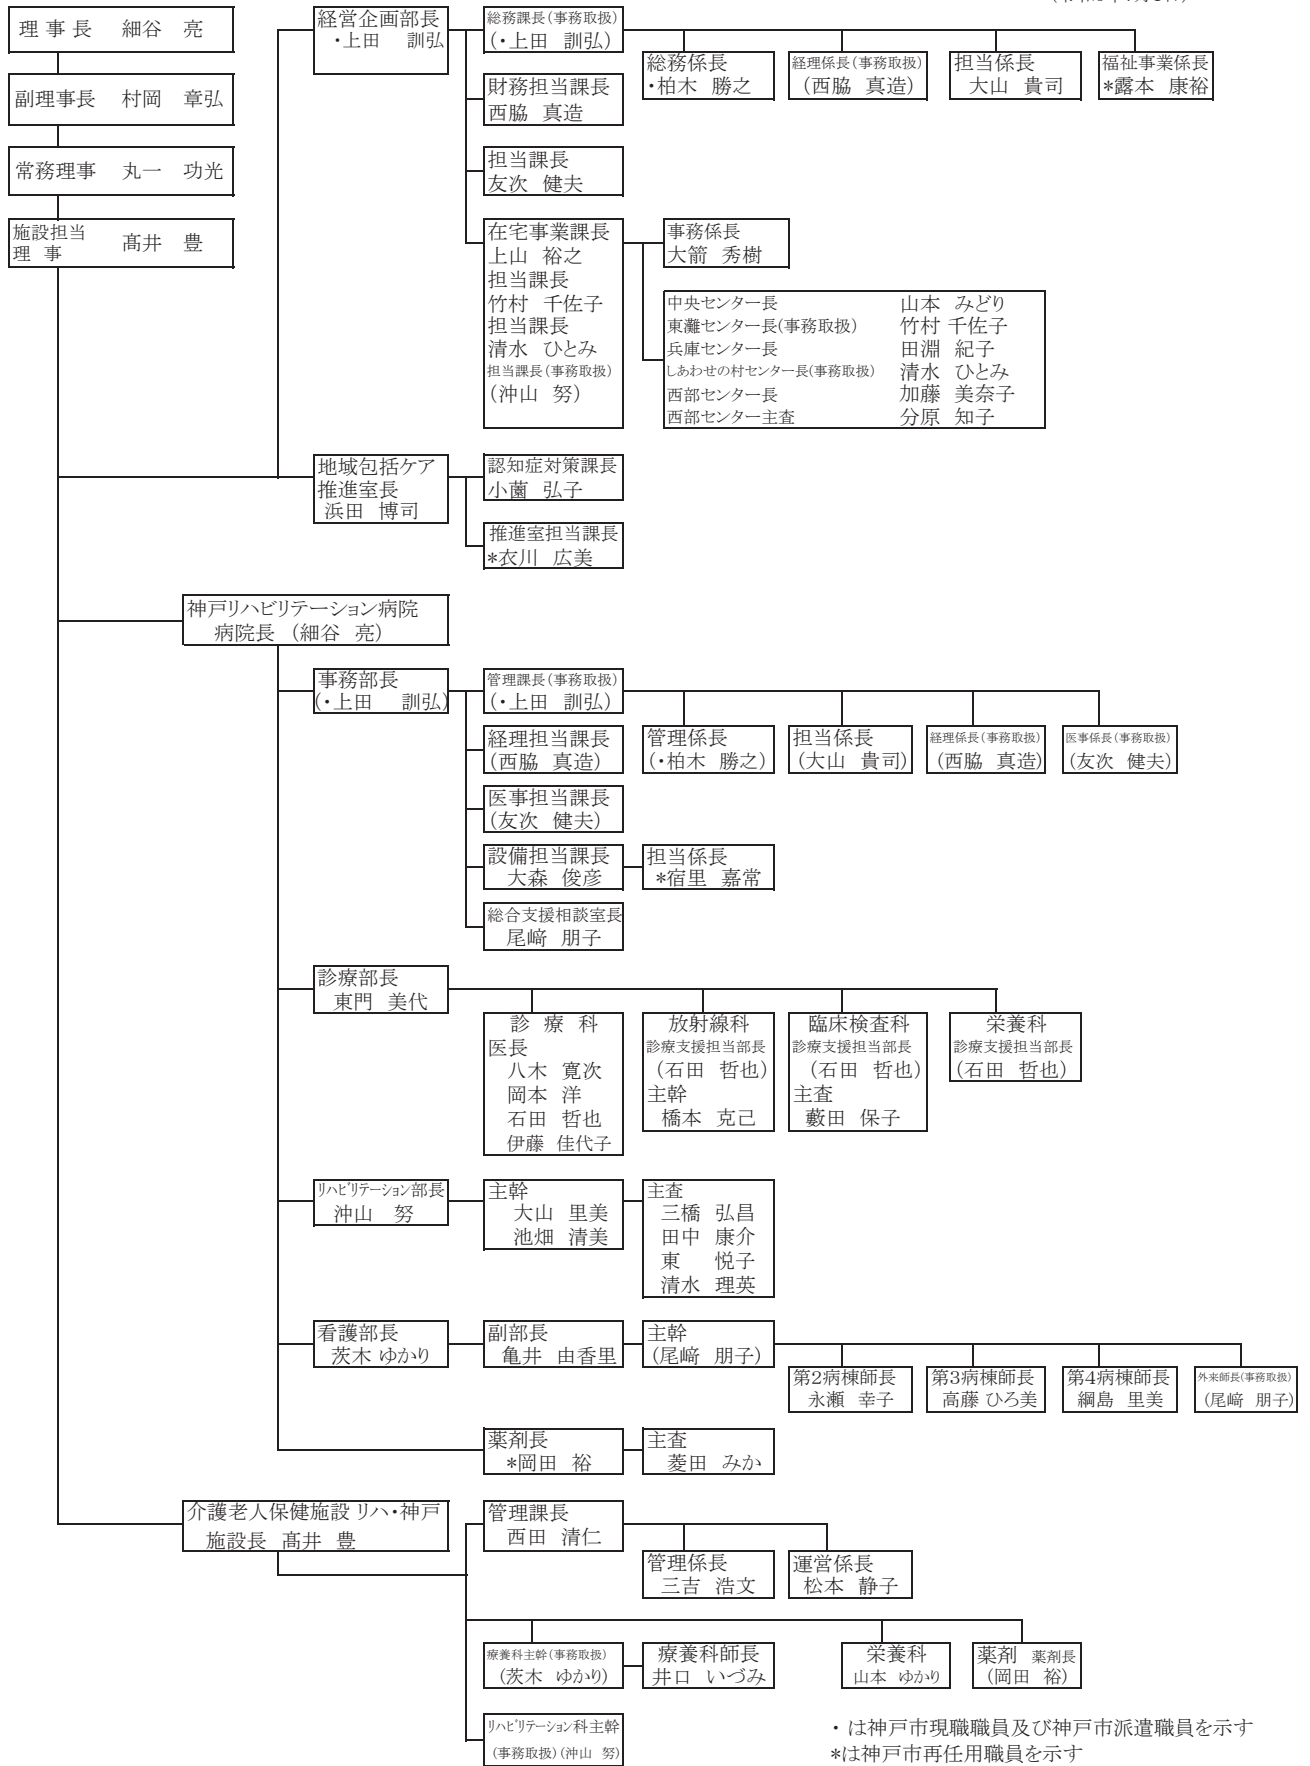 理 事 長　細谷　亮
副理事長　村岡　章弘
常務理事　丸一　功光
施設担当
理 事　髙井　豊
経営企画部長
・上田　訓弘
総務課長（事務取扱）
（・上田　訓弘）
総務係長
・柏木　勝之
経理係長（事務取扱）
（西脇　真造）
担当係長
大山　貴司
福祉事業係長
*露本　康裕
財務担当課長
西脇　真造
担当課長
友次　健夫
在宅事業課長
上山　裕之
担当課長
竹村　千佐子
担当課長
清水　ひとみ
担当課長（事務取扱）
（沖山　努）
事務係長
大箭　秀樹
中央センター長　山本　みどり
東灘センター長(事務取扱)　竹村 千佐子
兵庫センター長　田淵　紀子
しあわせの村センター長(事務取扱)　清水　ひとみ
西部センター長　加藤　美奈子
西部センター主査　分原　知子
地域包括ケア
推進室長
浜田　博司
認知症対策課長
小薗　弘子
推進室担当課長
*衣川　広美
神戸リハビリテーション病院
病院長　（細谷　亮）
事務部長
（・上田　訓弘）
管理課長（事務取扱）
（・上田　訓弘）
経理担当課長
（西脇　真造）
管理係長
（・柏木　勝之）
担当係長
（大山　貴司）
経理係長（事務取扱）
（西脇　真造）
医事係長（事務取扱）
（友次　健夫）
医事担当課長
（友次　健夫）
設備担当課長
大森　俊彦
担当係長
*宿里　嘉常
総合支援相談室長
尾﨑　朋子
診療部長
東門　美代
診　療　科
医長
八木　寛次
岡本　洋
石田　哲也
伊藤　佳代子
放射線科
診療支援担当部長
（石田　哲也）
主幹
橋本　克己
臨床検査科
診療支援担当部長
（石田　哲也）
主査
藪田　保子
栄養科
診療支援担当部長
（石田　哲也）
リハビリテーション部長
沖山　努
主幹
大山　里美
池畑　清美
主査
三橋　弘昌
田中　康介
東　　悦子
清水　理英
看護部長
茨木 ゆかり
副部長
亀井　由香里
主幹
（尾﨑　朋子）
第2病棟師長
永瀬　幸子
第3病棟師長
高藤 ひろ美
第4病棟師長
綱島　里美
外来師長（事務取扱）
（尾﨑　朋子）
薬剤長
*岡田　裕
主査
菱田　みか
介護老人保健施設 リハ・神戸
施設長　髙井　豊
管理課長
西田　清仁
管理係長
三吉　浩文
運営係長
松本　静子
療養科主幹（事務取扱）
（茨木　ゆかり）
療養科師長
井口　いづみ
栄養科
山本　ゆかり
薬剤　薬剤長
（岡田　裕）
リハビリテーション科主幹
（事務取扱）（沖山　努）
・は神戸市現職職員及び神戸市派遣職員を示す
*は神戸市再任用職員を示す